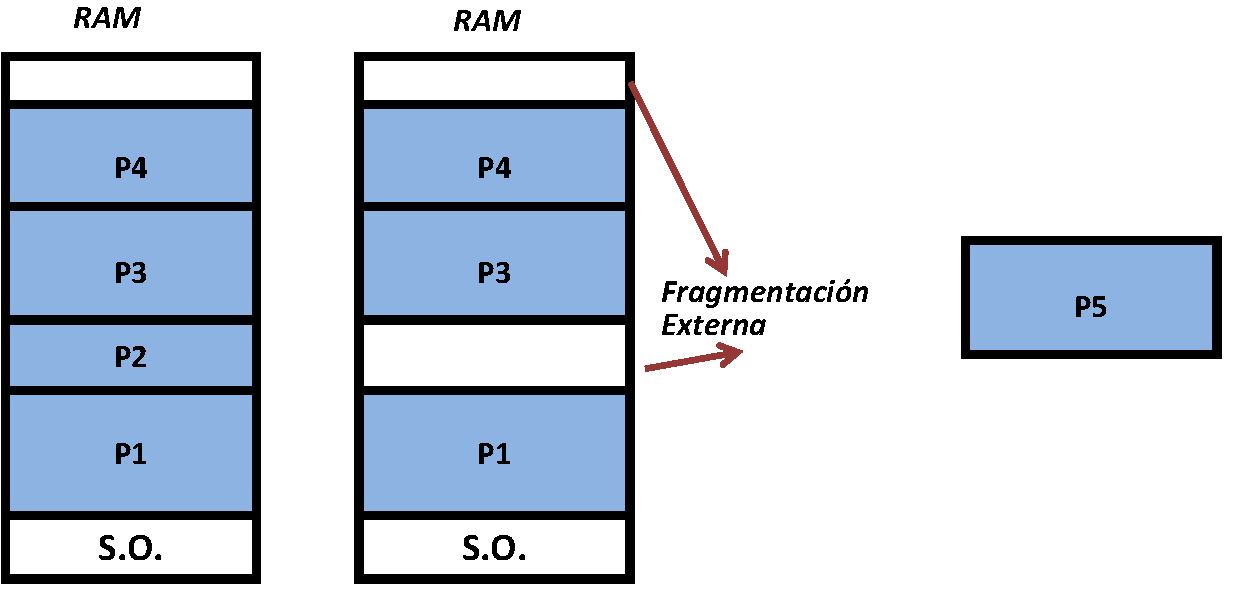 RAM
P4
P3
P2
P1
S.O.
RAM
P4
P3
P1
S.O.
Fragmentación
Externa
P5